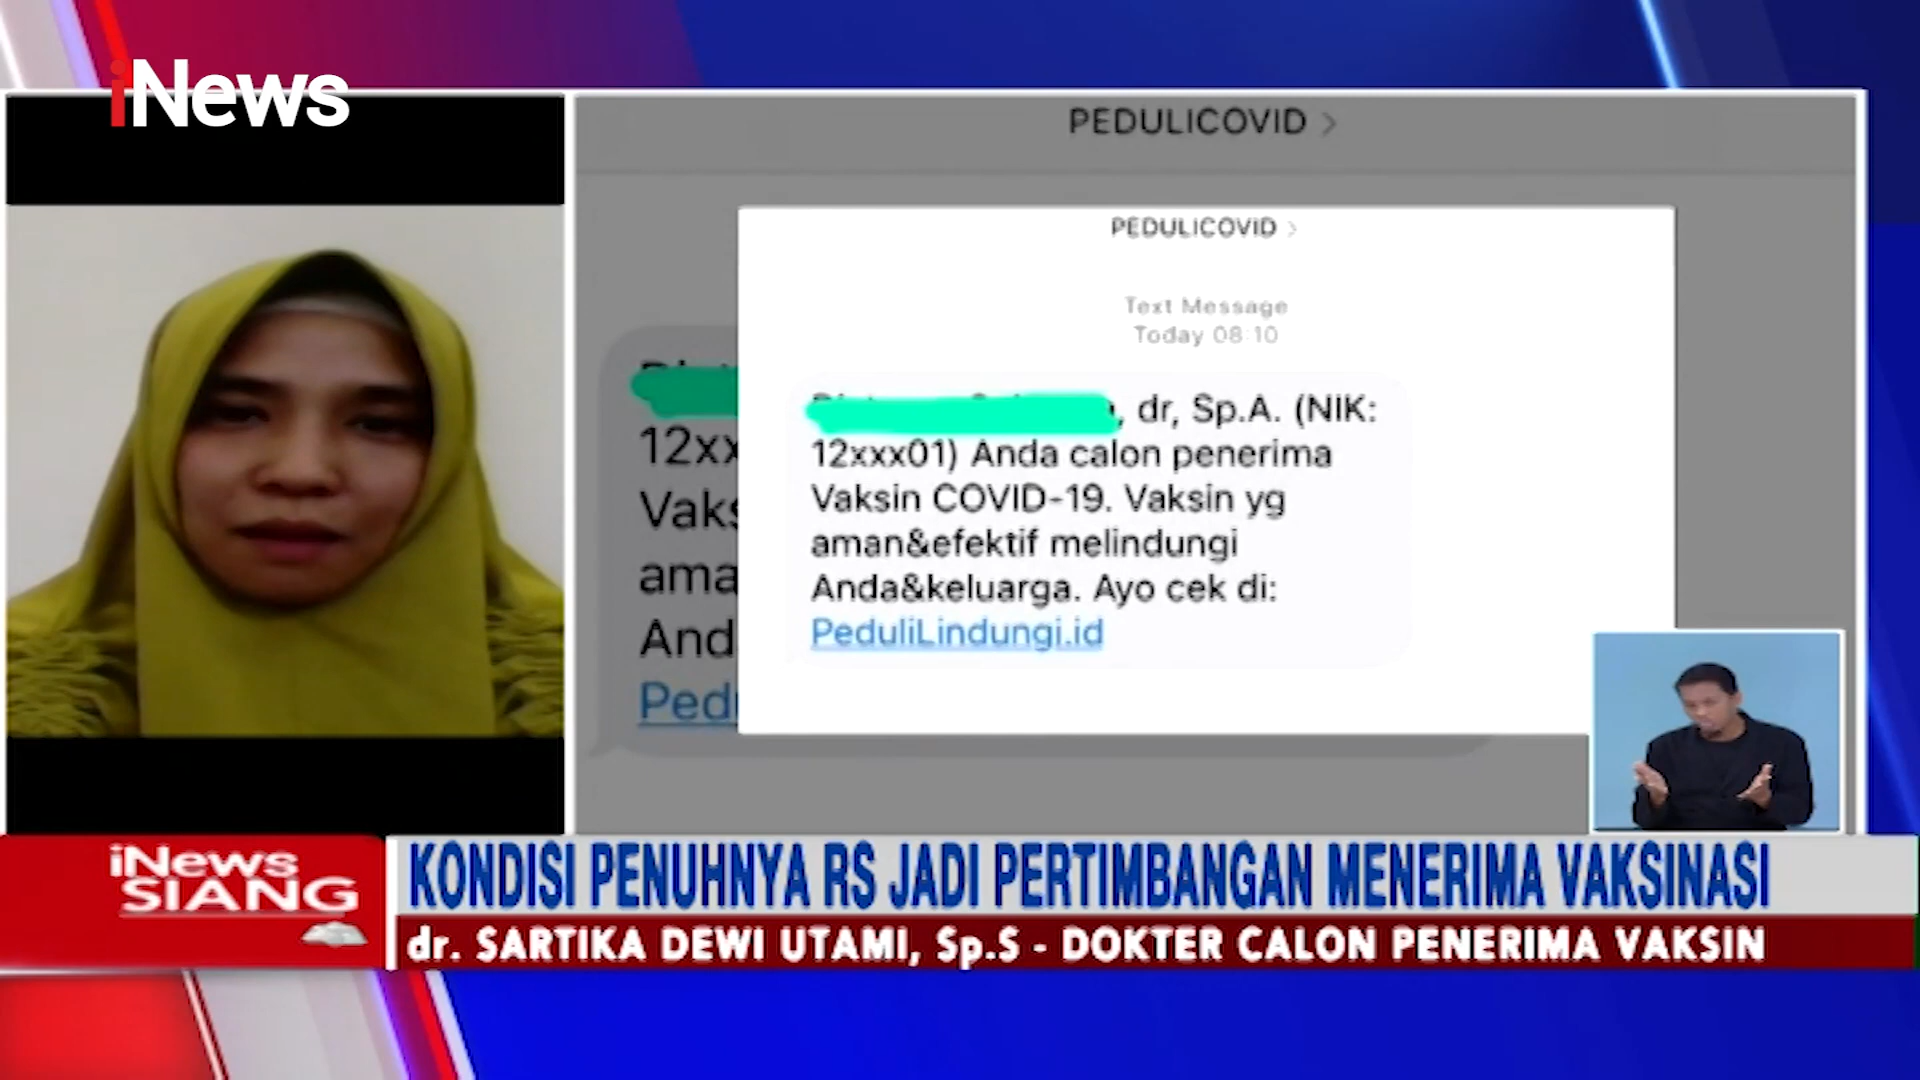 iNews
PEDULICOVID >
PEDULICOVID >
Text Message
Today 08:10
, dr, Sp.A. (NIK:
12xxx01) Anda calon penerima
Vaksin COVID-19. Vaksin yg
aman&efektif melindungi
Anda&keluarga. Ayo cek di:
PeduliLindungi.id
12xx
Vaks
ama
And
Pedu
iNews
SIANG
KONDISI PENUHNYA RS JADI PERTIMBANGAN MENERIMA VAKSINASI
dr. SARTIKA DEWI UTAMI, Sp.S - DOKTER CALON PENERIMA VAKSIN